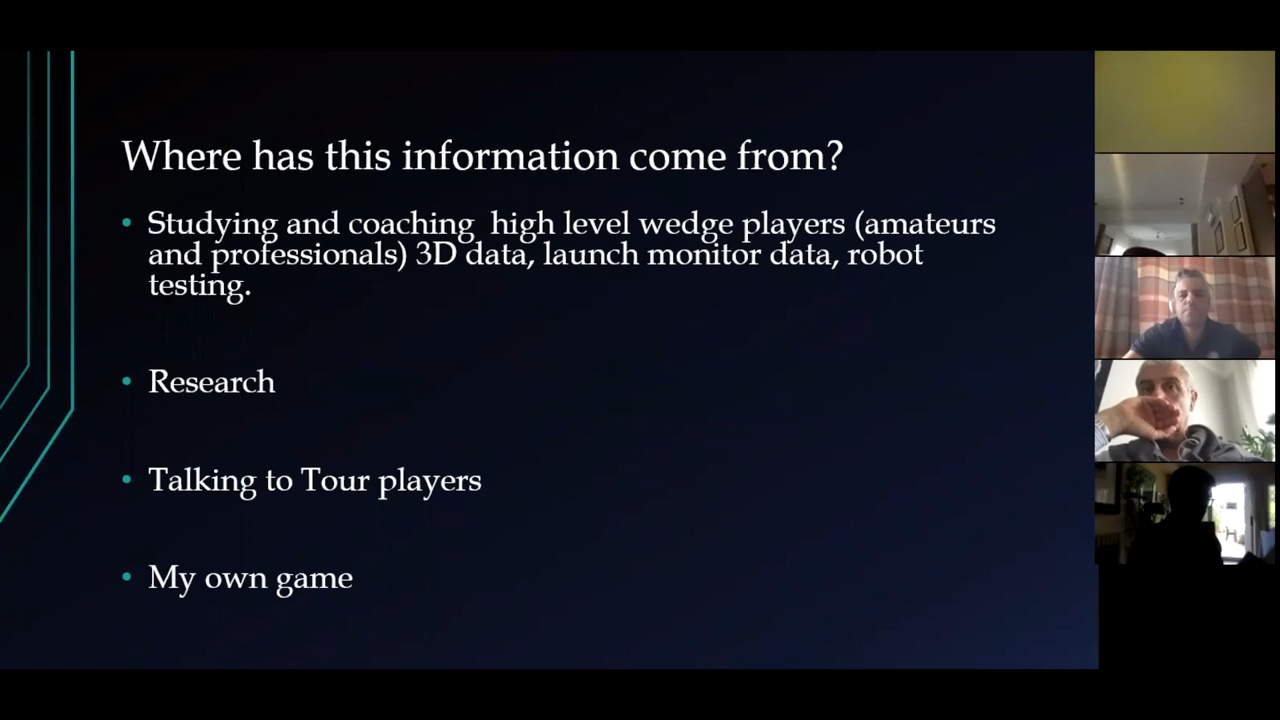 Where has this information come from?
• Studying and coaching  high level wedge players (amateurs
and professionals) 3D data, launch monitor data, robot
testing.
• Research
• Talking to Tour players
• My own game